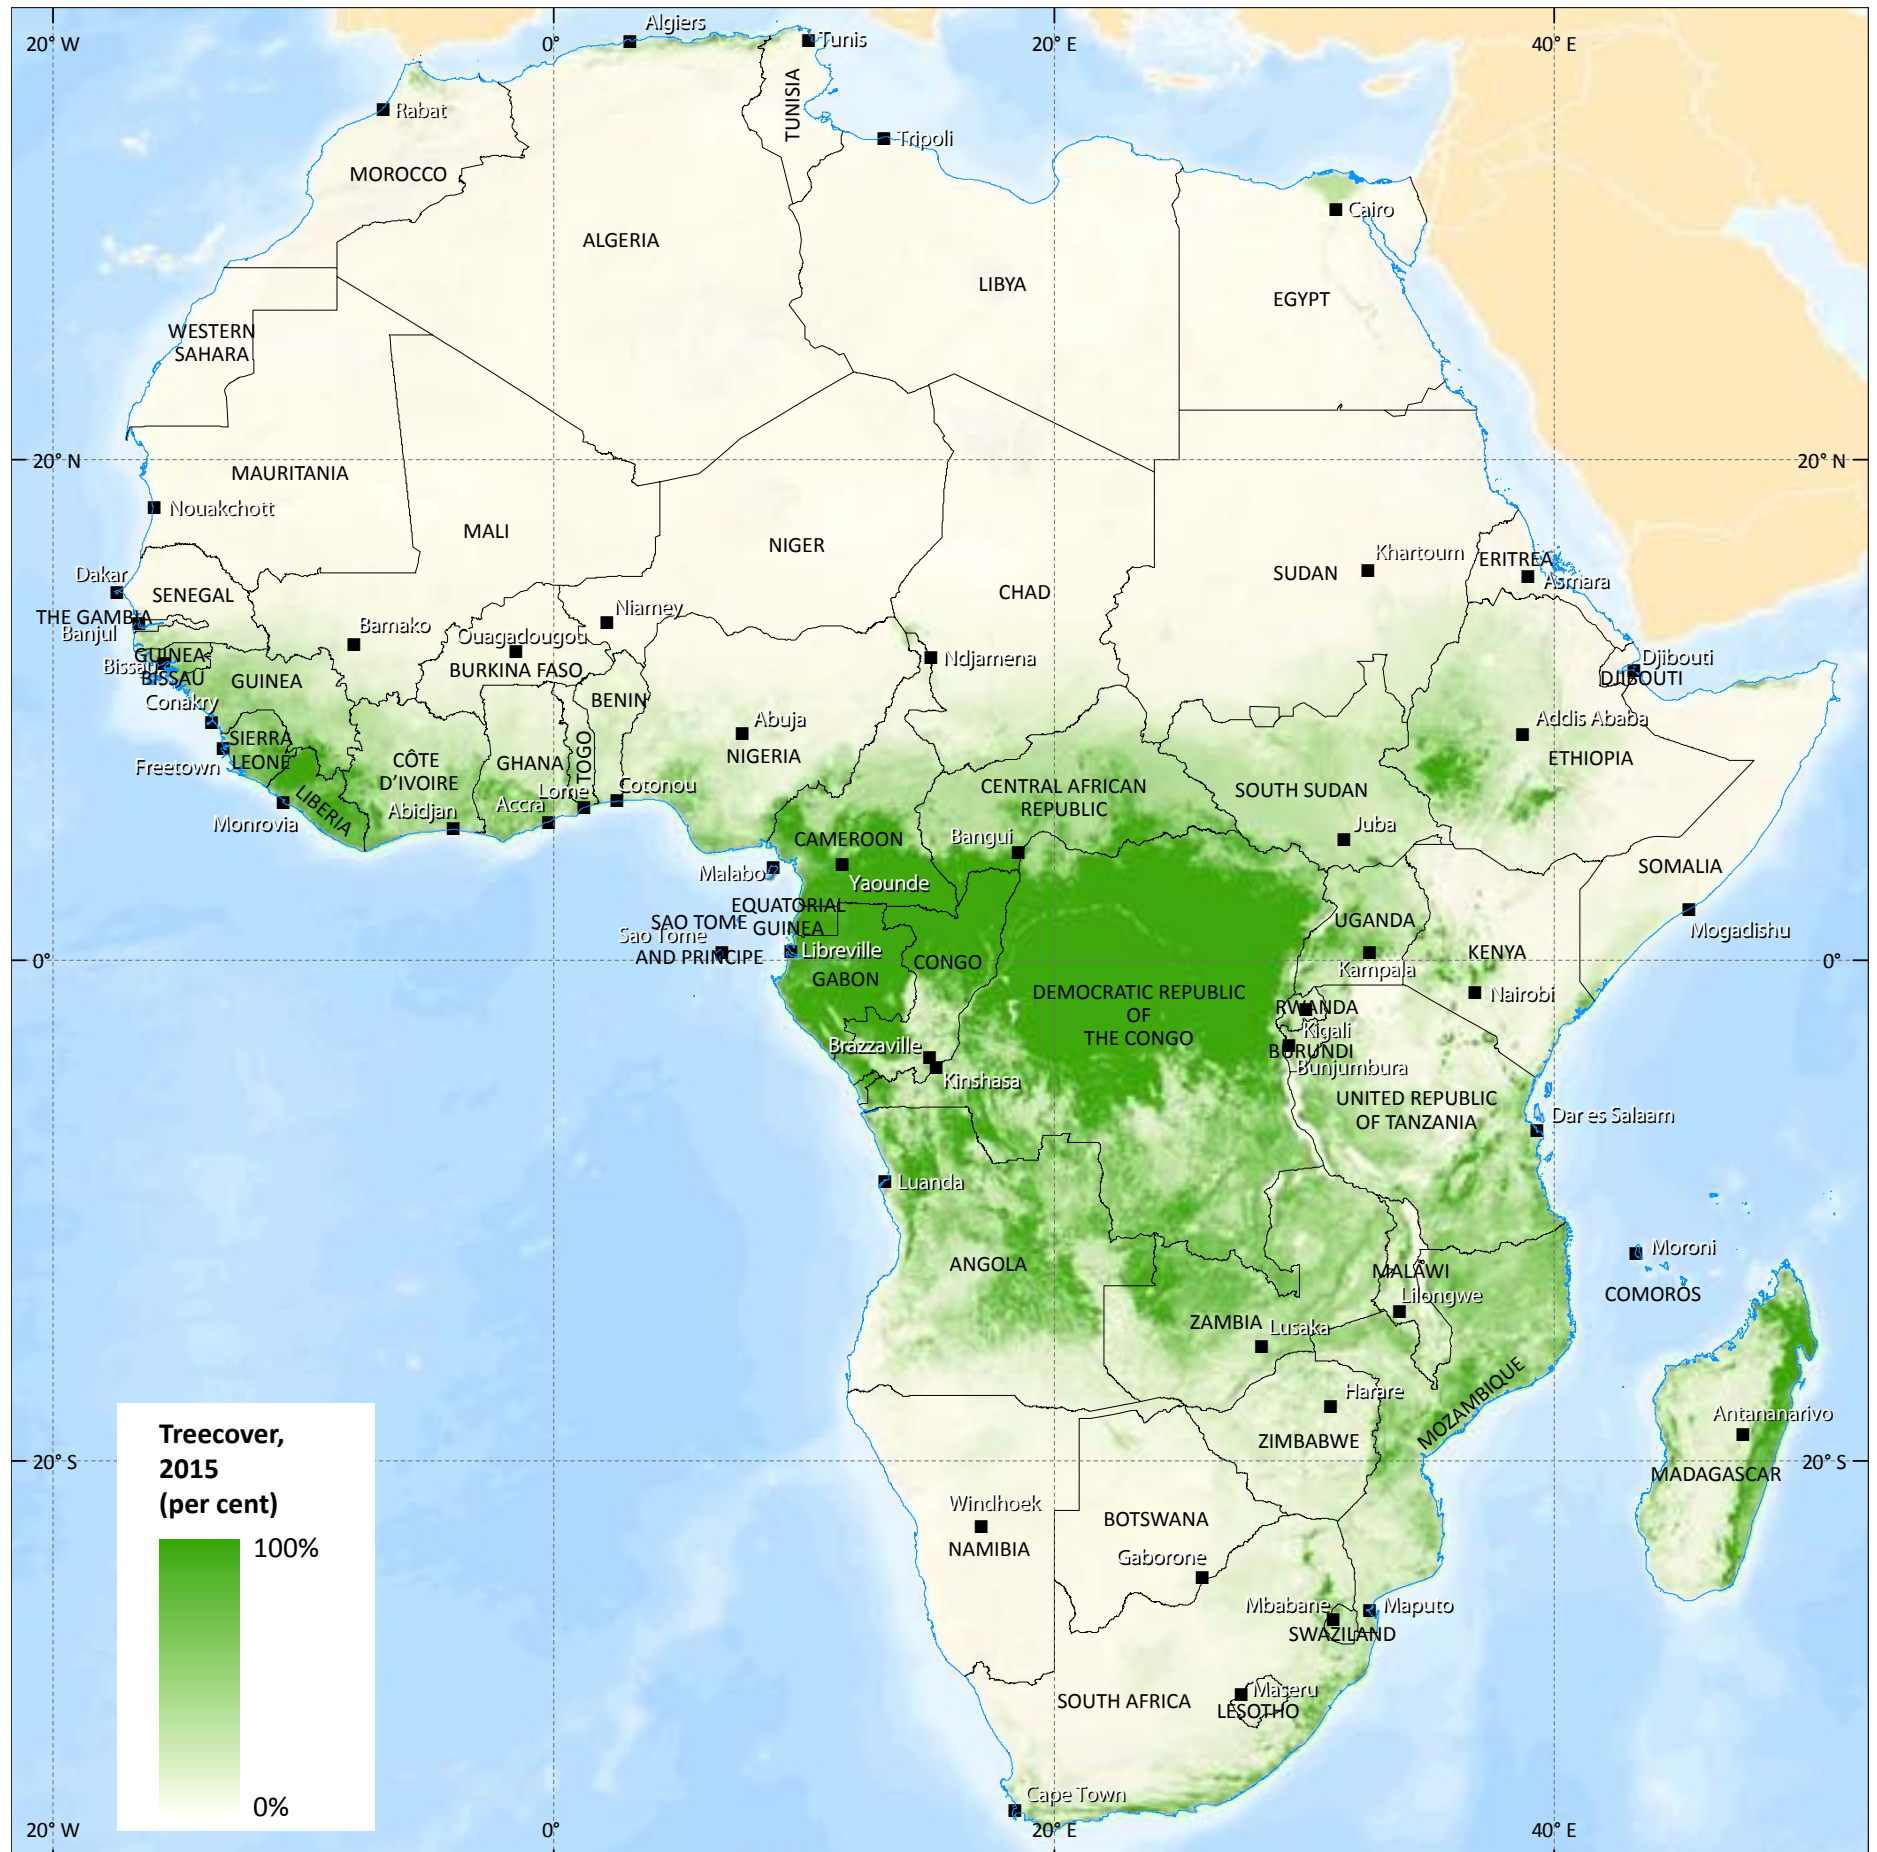 20° W
0°
20° E
40° E
Algiers
Tunis
Rabat
TUNISIA
Tripoli
MOROCCO
Cairo
ALGERIA
LIBYA
EGYPT
WESTERN
SAHARA
20° N
20° N
MAURITANIA
Nouakchott
MALI
NIGER
Khartoum
ERITREA
SUDAN
Asmara
Dakar
SENEGAL
CHAD
THE GAMBIA
Banjul
Niamey
Bamako
Ouagadougou
GUINEA-
BISSAU
Bissau
BURKINA FASO
Ndjamena
Djibouti
DJIBOUTI
GUINEA
BENIN
Conakry
Abuja
Addis Ababa
SIERRA
LEONE
NIGERIA
ETHIOPIA
CÔTE
D’IVOIRE
GHANA
TOGO
Freetown
CENTRAL AFRICAN
REPUBLIC
SOUTH SUDAN
Lome
Cotonou
LIBERIA
Abidjan
Accra
Monrovia
CAMEROON
Bangui
Juba
Malabo
Yaounde
SOMALIA
EQUATORIAL
GUINEA
SAO TOME
AND PRINCIPE
Sao Tome
UGANDA
Mogadishu
Libreville
CONGO
KENYA
0°
0°
Kampala
GABON
DEMOCRATIC REPUBLIC
OF
THE CONGO
Nairobi
RWANDA
Kigali
Brazzaville
BURUNDI
Bunjumbura
Kinshasa
UNITED REPUBLIC
OF TANZANIA
Dar es Salaam
Luanda
Moroni
ANGOLA
MALAWI
COMOROS
Lilongwe
ZAMBIA
Lusaka
Harare
MOZAMBIQUE
Antananarivo
ZIMBABWE
20° S
20° S
MADAGASCAR
Windhoek
NAMIBIA
BOTSWANA
Gaborone
Mbabane
Maputo
SWAZILAND
Maseru
SOUTH AFRICA
LESOTHO
Cape Town
Treecover,
2015
(per cent)
100%
0%
20° W
0°
20° E
40° E